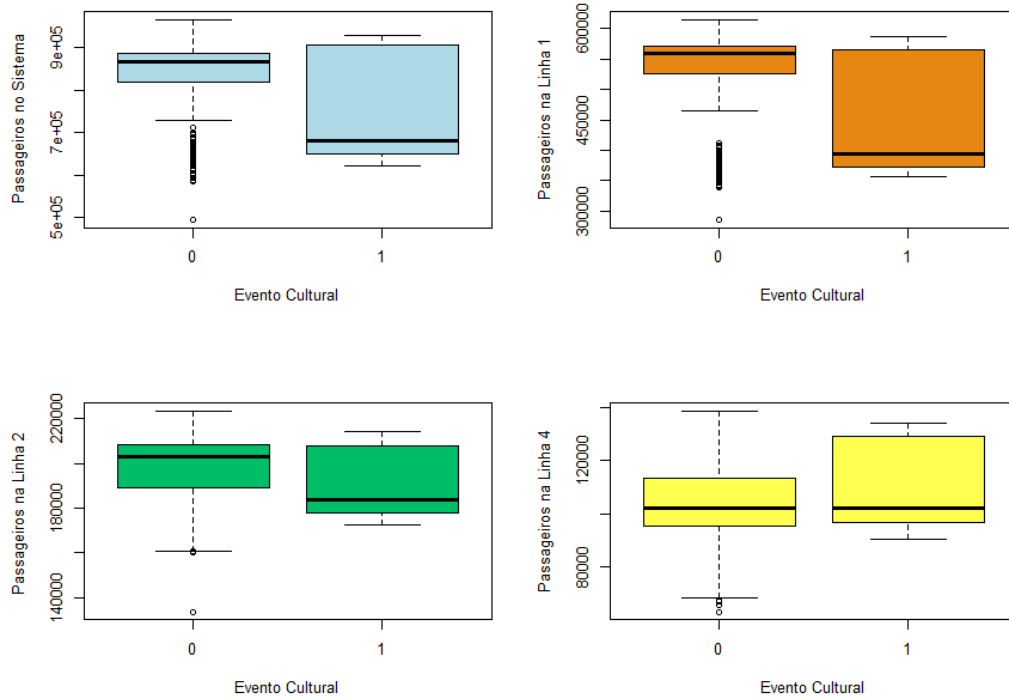 Passageiros no Sistema
9e+05
7e+05
5e+05
0
1
Evento Cultural
Passageiros na Linha 1
600000
450000
300000
0
1
Evento Cultural
Passageiros na Linha 2
220000
180000
140000
0
1
Evento Cultural
Passageiros na Linha 4
120000
80000
0
1
Evento Cultural